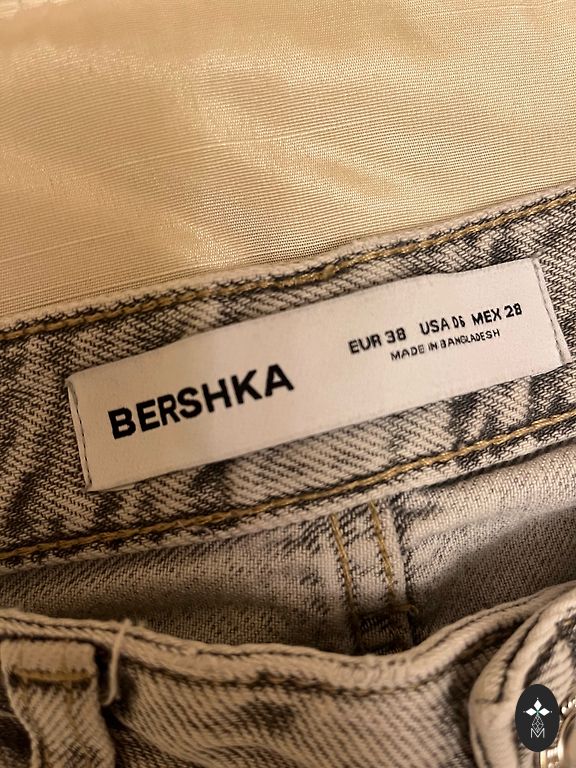 BERSHKA
EUR 38 USA 06 MEX 28
MADE IN BANGLADESH
M